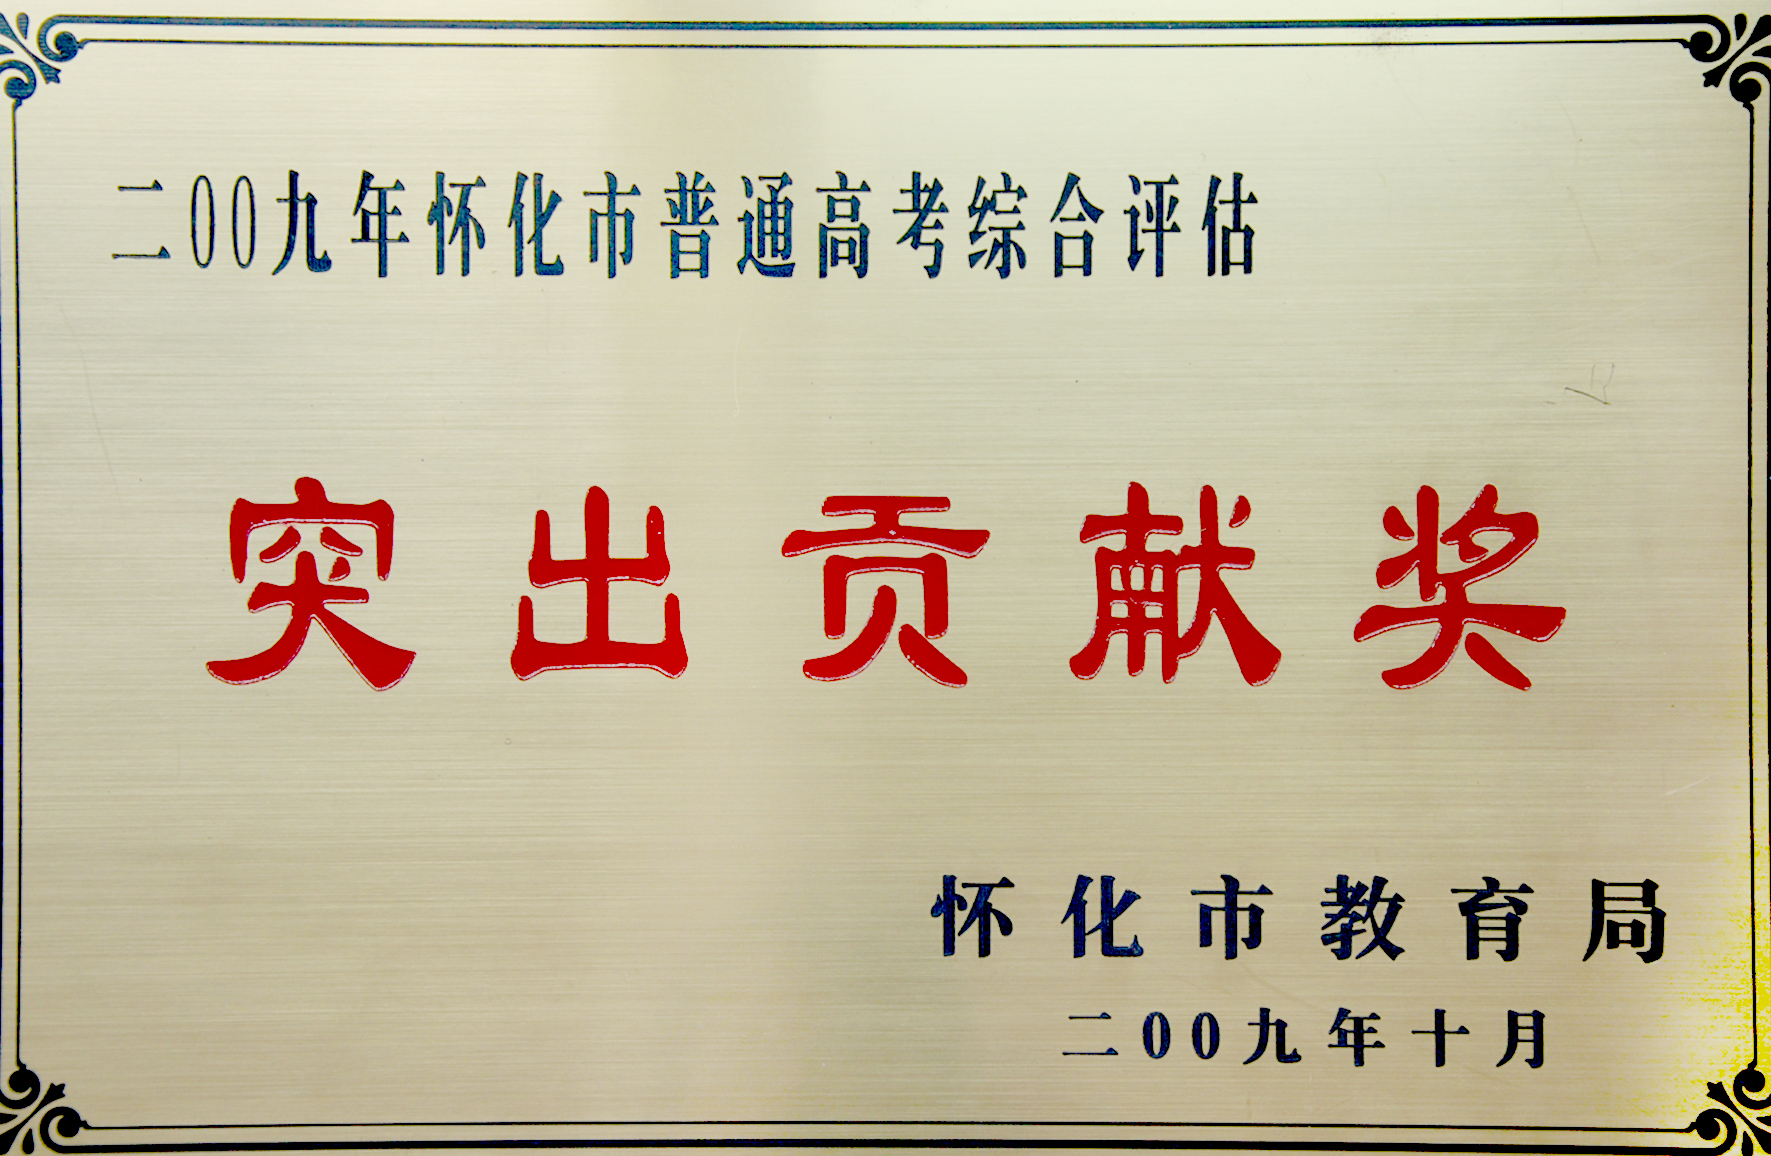 二00九年怀化市普通高考综合评估
突出贡献奖
怀化市教育局
二00九年十月